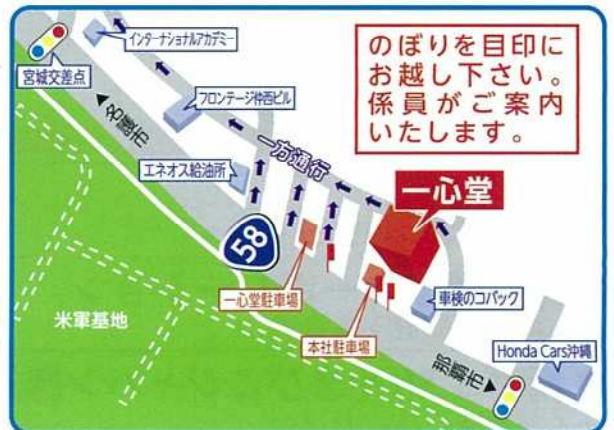 インターナショナルアカデミー
宮城交差点
フロンテージ枠西ビル
のぼりを目印に
お越し下さい。
係員がご案内
いたします。
名護市
一方通行
エネオス給油所
一心堂
58
一心堂駐車場
車検のコバック
本社駐車場
米軍基地
Honda Cars沖縄
那覇市